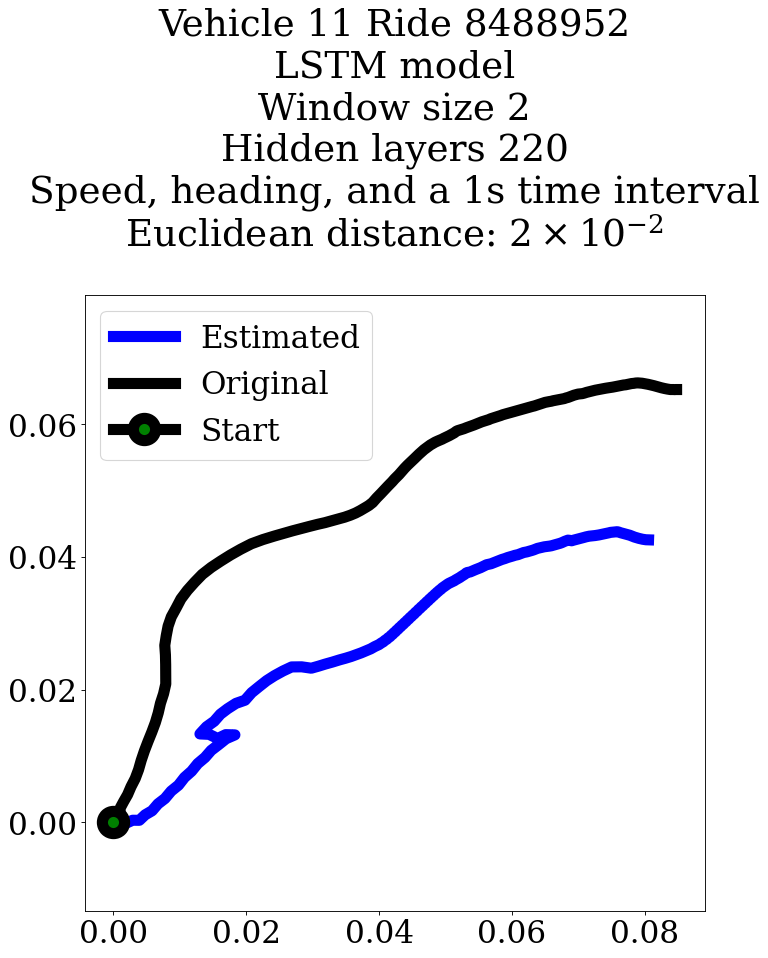 Vehicle 11 Ride 8488952
LSTM model
Window size 2
Hidden layers 220
Speed, heading, and a 1s time interval
Euclidean distance: 2 × 10⁻²
Estimated
Original
Start
0.06
0.04
0.02
0.00
0.00 0.02 0.04 0.06 0.08